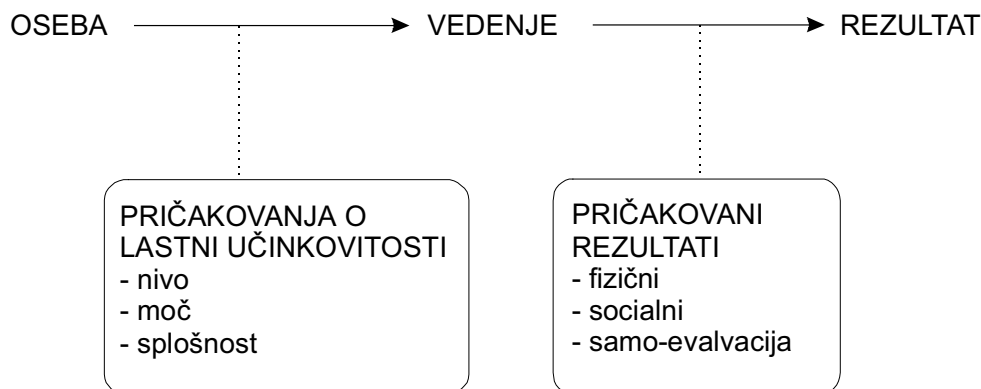 OSEBA VEDENJE REZULTAT
PRIČAKOVANJA O
LASTNI UČINKOVITOSTI
- nivo
- moč
- splošnost
PRIČAKOVANI
REZULTATI
- fizični
- socialni
- samo-evalvacija